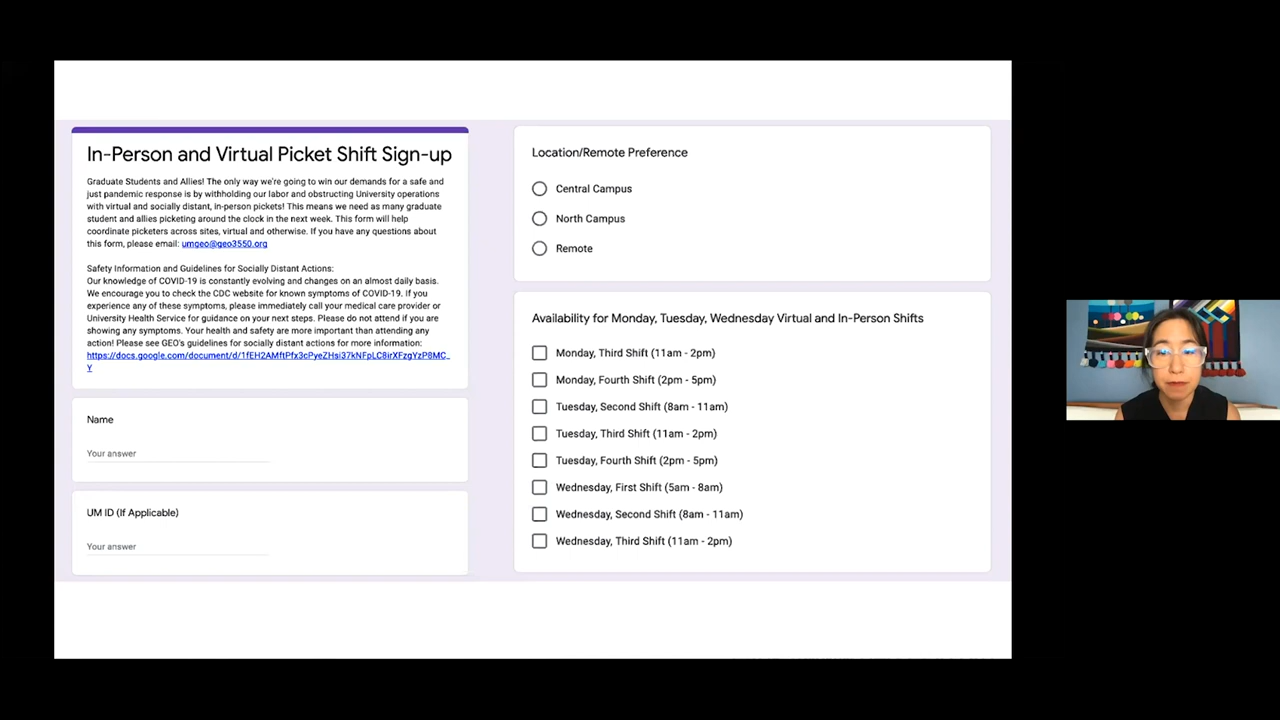 In-Person and Virtual Picket Shift Sign-up
Graduate Students and Allies! The only way we're going to win our demands for a safe and
just pandemic response is by withholding our labor and obstructing University operations
with virtual and socially distant, in-person pickets! This means we need as many graduate
student and allies picketing around the clock in the next week. This form will help
coordinate picketers across sites, virtual and otherwise. If you have any questions about
this form, please email: umgeo@geo3550.org
Safety Information and Guidelines for Socially Distant Actions:
Our knowledge of COVID-19 is constantly evolving and changes on an almost daily basis.
We encourage you to check the CDC website for known symptoms of COVID-19. If you
experience any of these symptoms, please immediately call your medical care provider or
University Health Service for guidance on your next steps. Please do not attend if you are
showing any symptoms. Your health and safety are more important than attending any
action! Please see GEO's guidelines for socially distant actions for more information:
https://docs.google.com/document/d/1fEH2AMftPfx3cPyeZHsi37kNFpLC8irXFzgYzP8MC_
Y
Name
Your answer
UM ID (If Applicable)
Your answer
Location/Remote Preference
Central Campus
North Campus
Remote
Availability for Monday, Tuesday, Wednesday Virtual and In-Person Shifts
Monday, Third Shift (11am - 2pm)
Monday, Fourth Shift (2pm - 5pm)
Tuesday, Second Shift (8am - 11am)
Tuesday, Third Shift (11am - 2pm)
Tuesday, Fourth Shift (2pm - 5pm)
Wednesday, First Shift (5am - 8am)
Wednesday, Second Shift (8am - 11am)
Wednesday, Third Shift (11am - 2pm)